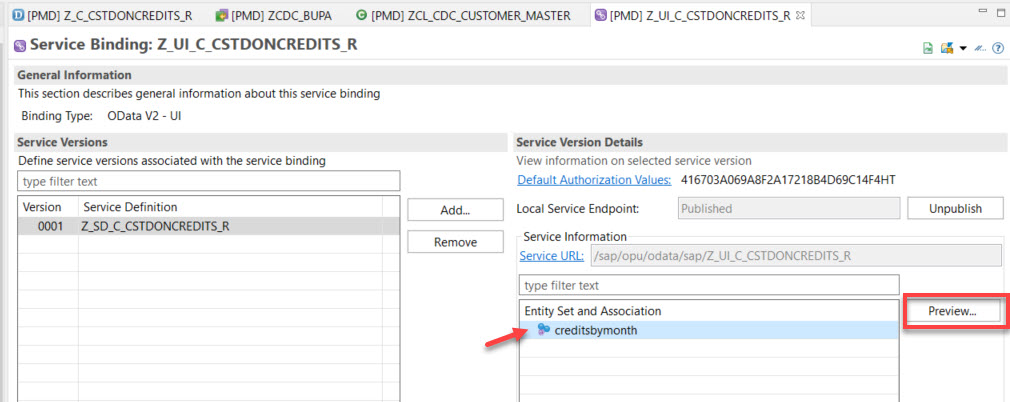 [PMD] Z_C_CSTDONCREDITS_R
[PMD] ZCDC_BUPA
[PMD] ZCL_CDC_CUSTOMER_MASTER
[PMD] Z_UI_C_CSTDONCREDITS_R
Service Binding: Z_UI_C_CSTDONCREDITS_R
General Information
This section describes general information about this service binding
Binding Type: OData V2 - UI
Service Versions
Define service versions associated with the service binding
type filter text
Version Service Definition
0001 Z_SD_C_CSTDONCREDITS_R
Add...
Remove
Service Version Details
View information on selected service version
Default Authorization Values: 416703A069A8F2A17218B4D69C14F4HT
Local Service Endpoint: Published Unpublish
Service Information
Service URL: /sap/opu/odata/sap/Z_UI_C_CSTDONCREDITS_R
type filter text
Entity Set and Association
creditsbymonth
Preview...